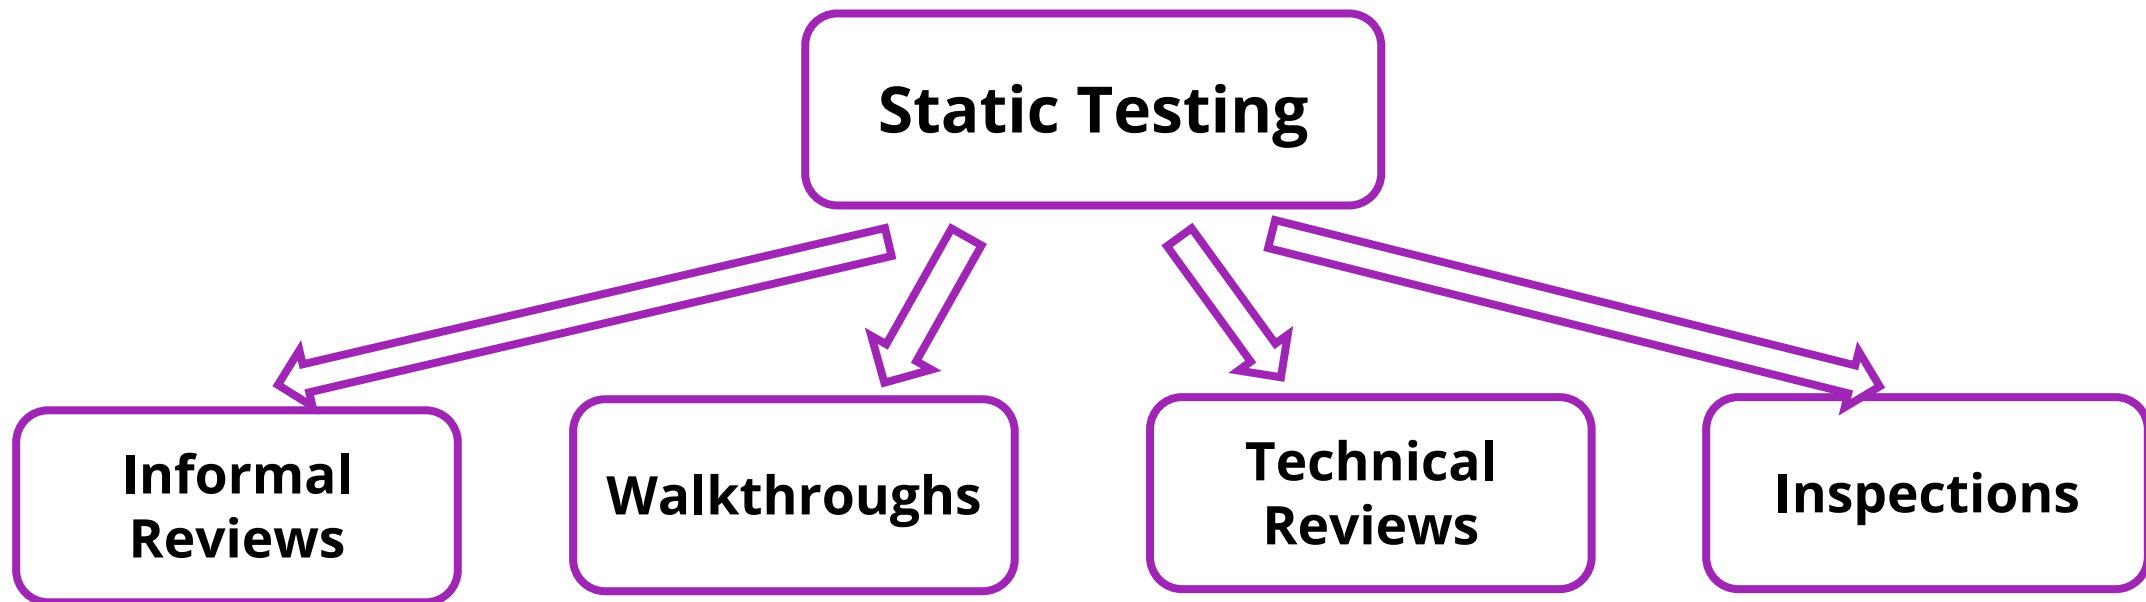 Static Testing
Informal
Reviews
Walkthroughs
Technical
Reviews
Inspections